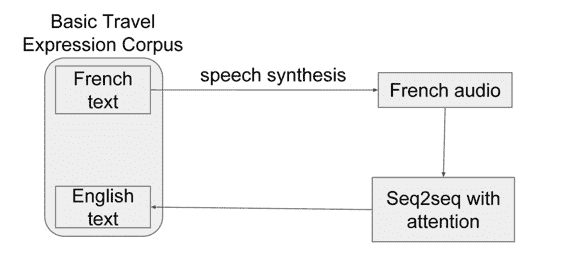 Basic Travel
Expression Corpus
French
text
speech synthesis
French audio
English
text
Seq2seq with
attention